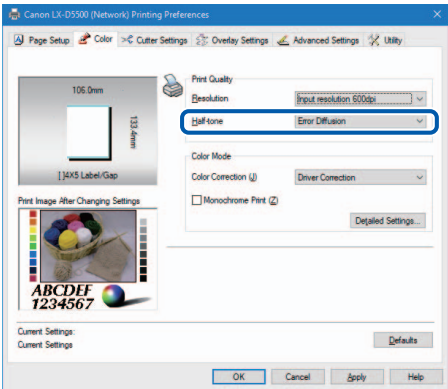 Canon LX-D5500 (Network) Printing Preferences
Page Setup Color Cutter Settings Overlay Settings Advanced Settings Utility
106.0mm
133.4mm
[ ]4X5 Label/Gap
Print Quality
Resolution Input resolution 600dpi
Half-tone Error Diffusion
Color Mode
Color Correction (J) Driver Correction
Monochrome Print (Z)
Detailed Settings...
Print Image After Changing Settings
ABCDEF
1234567
Current Settings:
Current Settings
Defaults
OK Cancel Apply Help